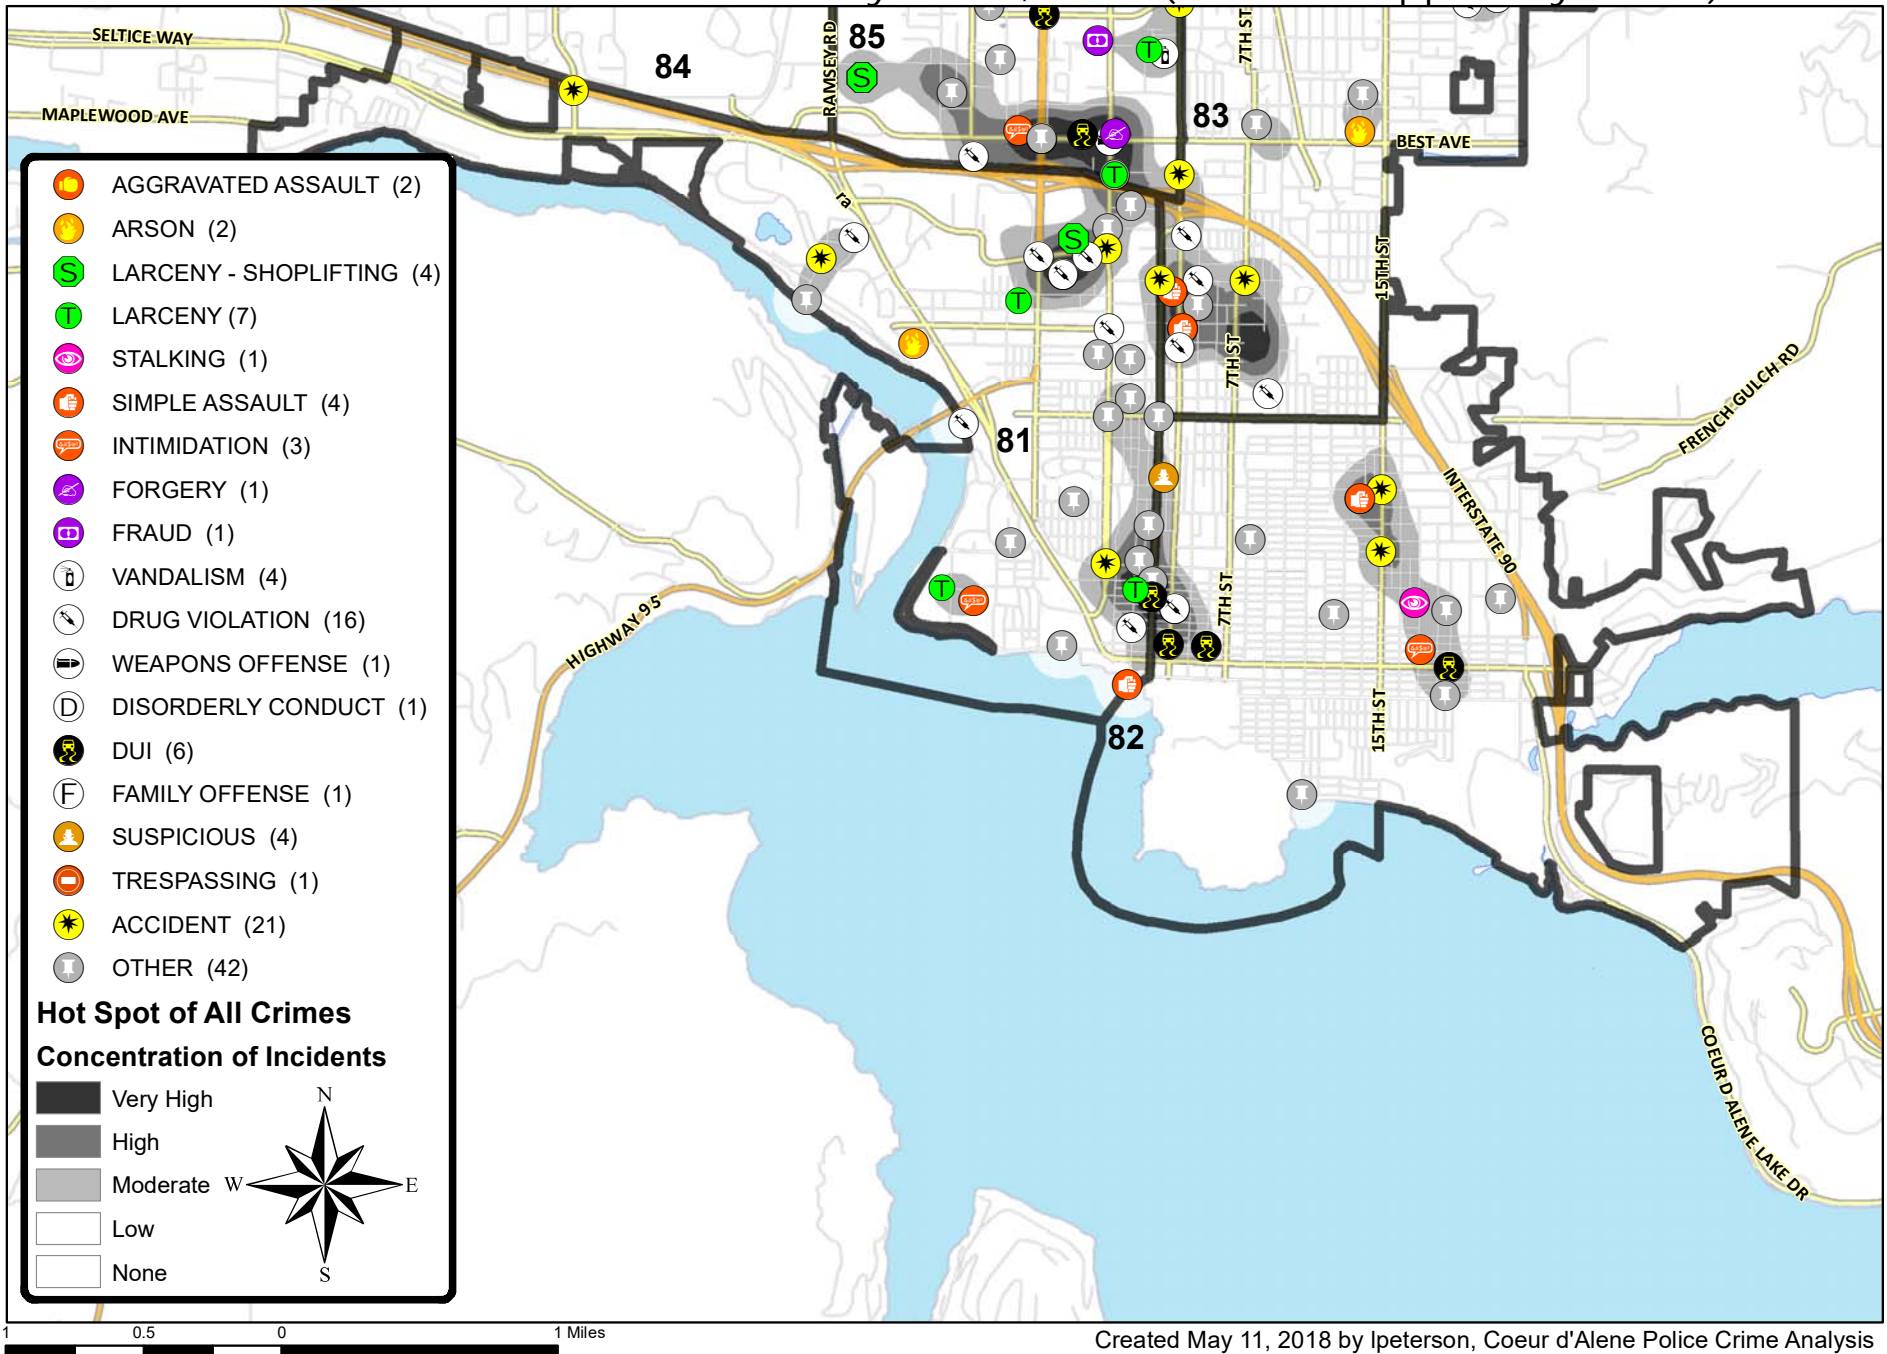 SELTICE WAY
84
RAMSEY RD
85
7TH ST
83
MAPLEWOOD AVE
BEST AVE
ra
15TH ST
7TH ST
FRENCH GULCH RD
81
INTERSTATE 90
HIGHWAY 95
7TH ST
15TH ST
82
COEUR D ALENE LAKE DR
AGGRAVATED ASSAULT (2)
ARSON (2)
S LARCENY - SHOPLIFTING (4)
T LARCENY (7)
STALKING (1)
SIMPLE ASSAULT (4)
INTIMIDATION (3)
FORGERY (1)
FRAUD (1)
VANDALISM (4)
DRUG VIOLATION (16)
WEAPONS OFFENSE (1)
D DISORDERLY CONDUCT (1)
DUI (6)
F FAMILY OFFENSE (1)
SUSPICIOUS (4)
TRESPASSING (1)
ACCIDENT (21)
OTHER (42)
Hot Spot of All Crimes
Concentration of Incidents
Very High
High
Moderate
Low
None
N
W E
S
S
T
T
S
T
T
T
1 0.5 0 1 Miles
Created May 11, 2018 by lpeterson, Coeur d'Alene Police Crime Analysis